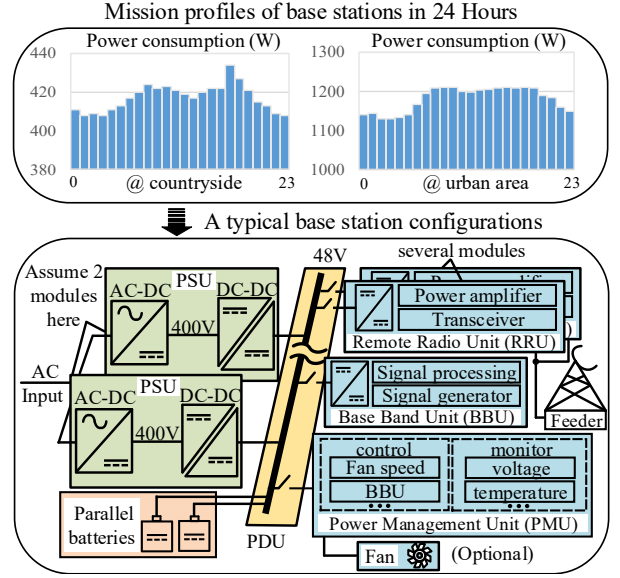 Mission profiles of base stations in 24 Hours
Power consumption (W)
440
420
400
380
0
@ countryside
23
Power consumption (W)
1300
1200
1100
1000
0
@ urban area
23
A typical base station configurations
Assume 2
modules
here
PSU
AC-DC
DC-DC
400V
AC
Input
PSU
AC-DC
DC-DC
400V
48V
several modules
Power amplifier
Transceiver
Remote Radio Unit (RRU)
Signal processing
Signal generator
Base Band Unit (BBU)
Feeder
control
Fan speed
BBU
monitor
voltage
temperature
Power Management Unit (PMU)
Parallel
batteries
PDU
Fan
(Optional)